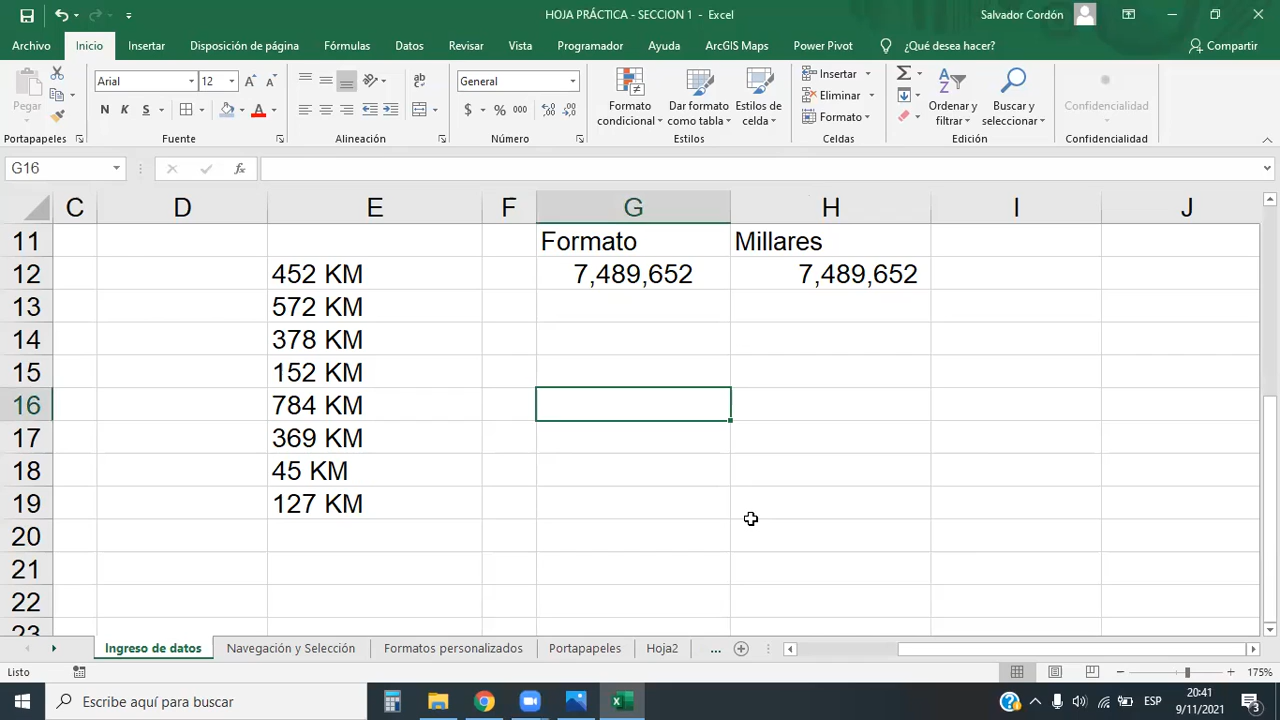 HOJA PRÁCTICA - SECCION 1 - Excel
Salvador Cordón
Archivo Inicio Insertar Disposición de página Fórmulas Datos Revisar Vista Programador Ayuda ArcGIS Maps Power Pivot ¿Qué desea hacer? Compartir
Pegar
Arial 12
N K S
General
$ % 000
Formato condicional
Dar formato como tabla
Estilos de celda
Insertar
Eliminar
Formato
Ordenar y filtrar
Buscar y seleccionar
Confidencialidad
Portapapeles Fuente Alineación Número Estilos Celdas Edición Confidencialidad
G16 fx
C D E F G H I J
11 Formato Millares
12 452 KM 7,489,652 7,489,652
13 572 KM
14 378 KM
15 152 KM
16 784 KM
17 369 KM
18 45 KM
19 127 KM
20
21
22
23
Ingreso de datos Navegación y Selección Formatos personalizados Portapapeles Hoja2 ...
Listo 175%
Escribe aquí para buscar
ESP
20:41
9/11/2021
3